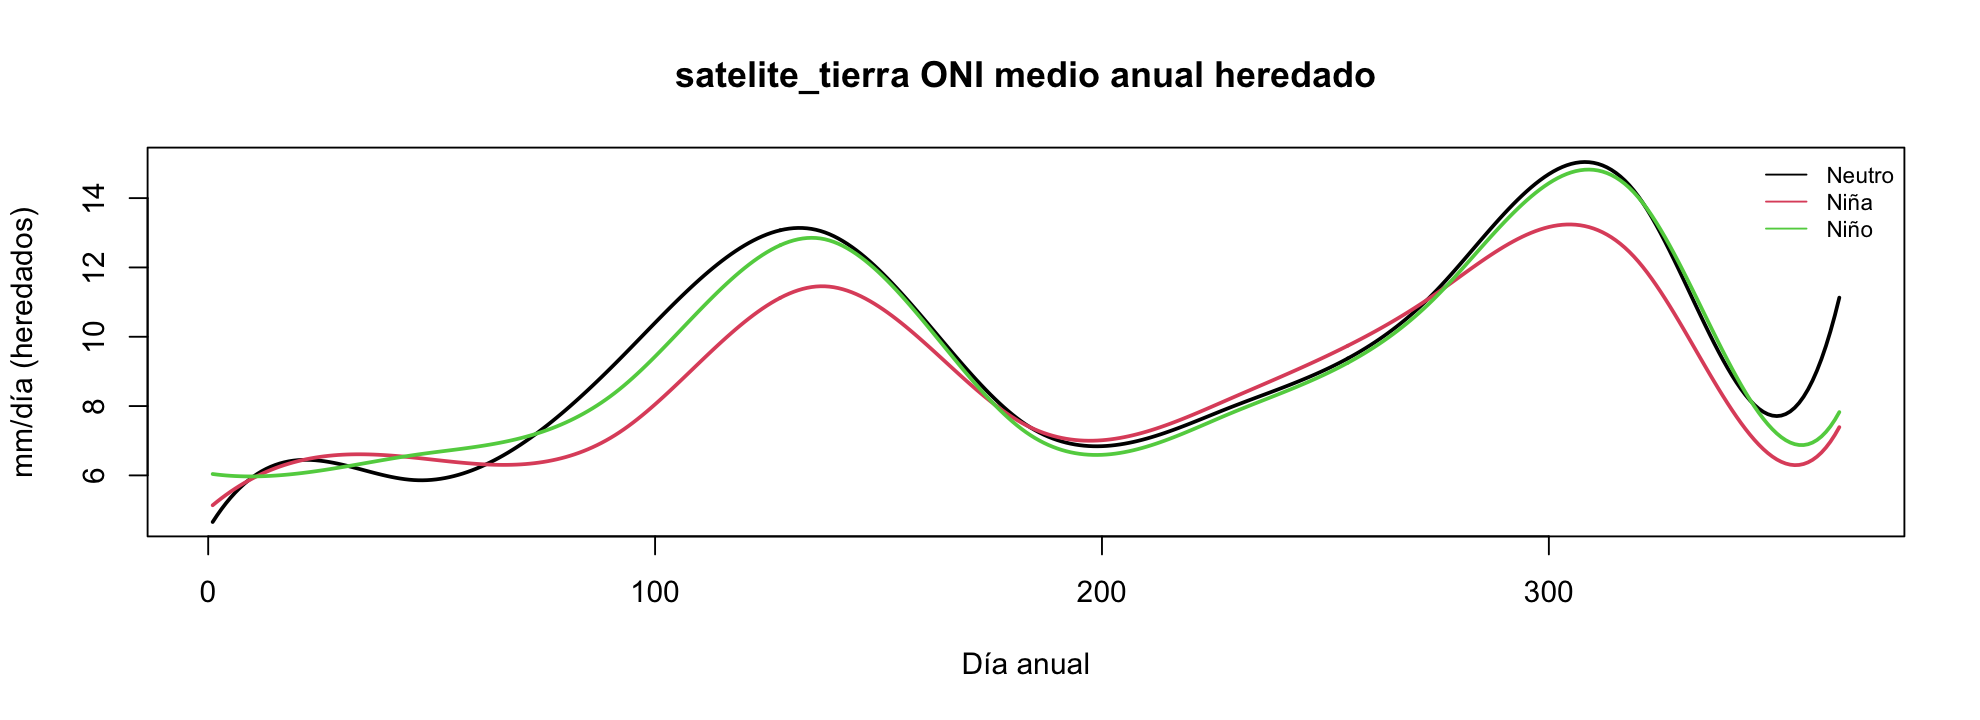 satelite_tierra ONI medio anual heredado
mm/día (heredados)
14
12
10
8
6
Neutro
Niña
Niño
0 100 200 300
Día anual